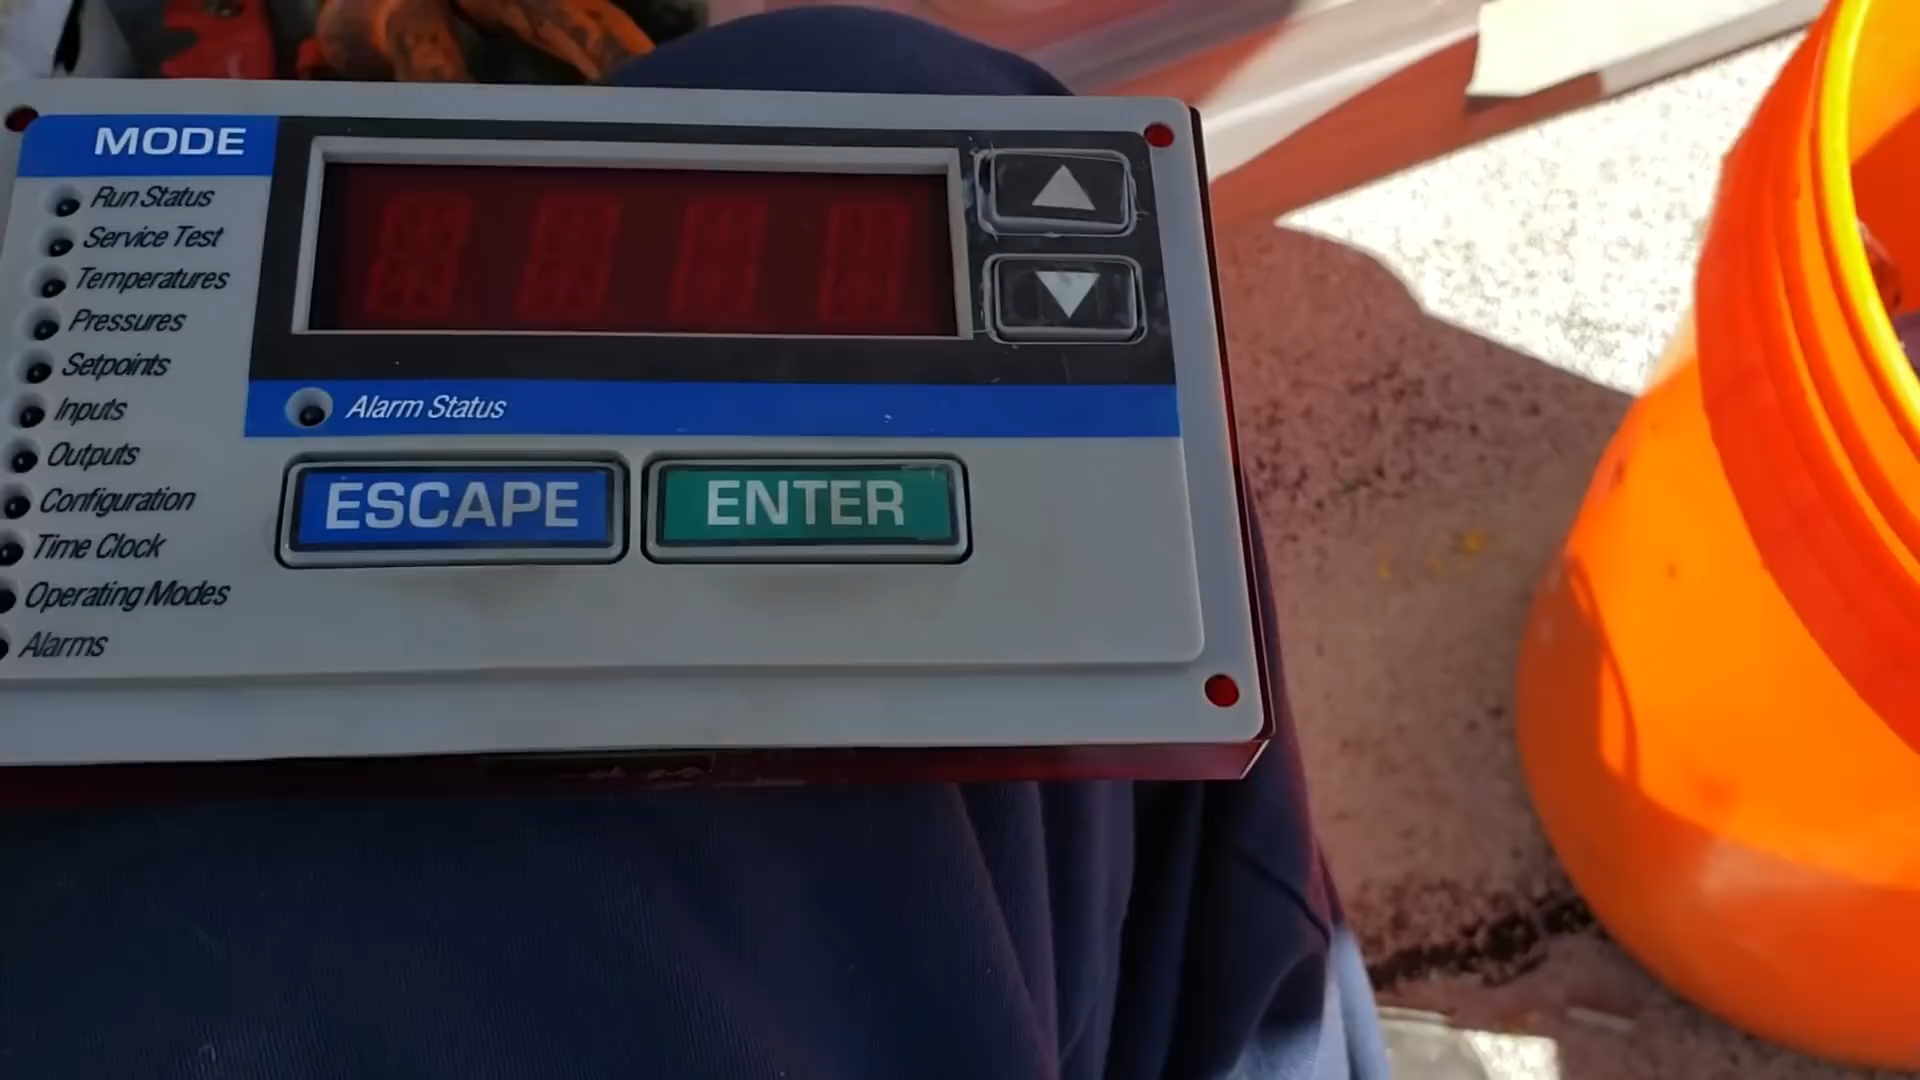 MODE
Run Status
Service Test
Temperatures
Pressures
Setpoints
Inputs
Alarm Status
Outputs
Configuration
ESCAPE
ENTER
Time Clock
Operating Modes
Alarms